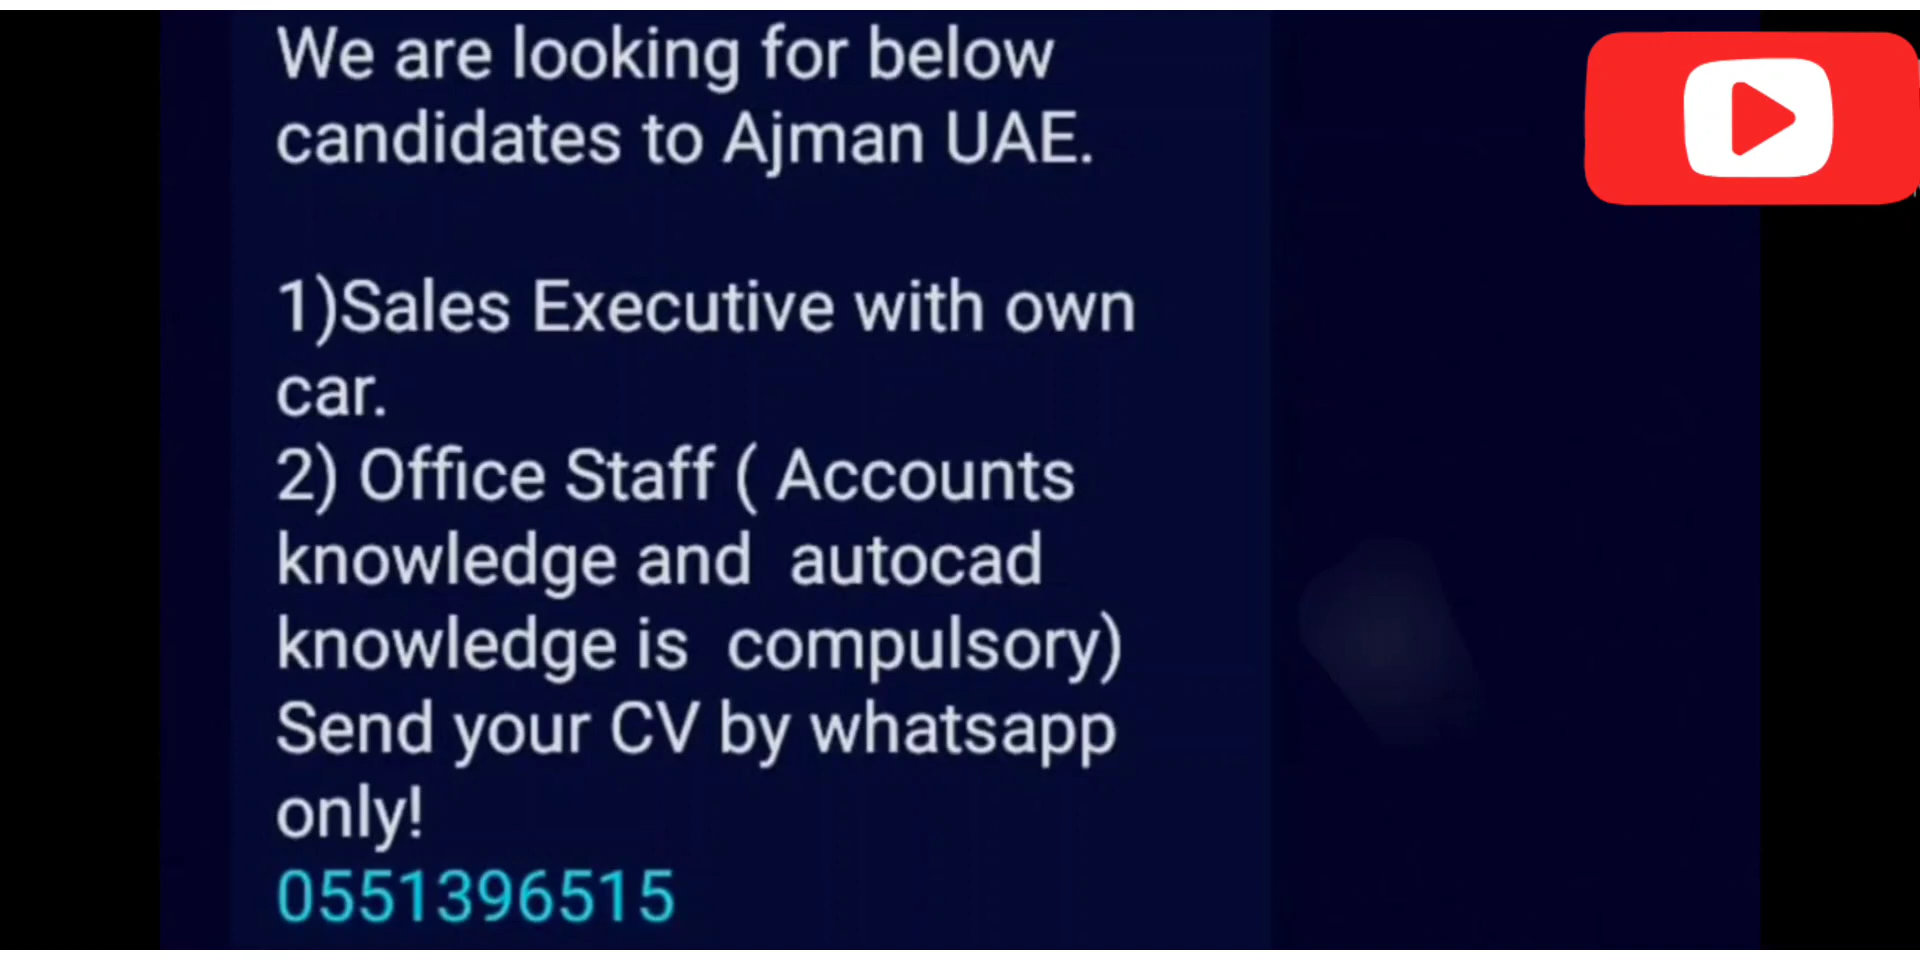 We are looking for below
candidates to Ajman UAE.
1)Sales Executive with own
car.
2) Office Staff ( Accounts
knowledge and  autocad
knowledge is  compulsory)
Send your CV by whatsapp
only!
0551396515